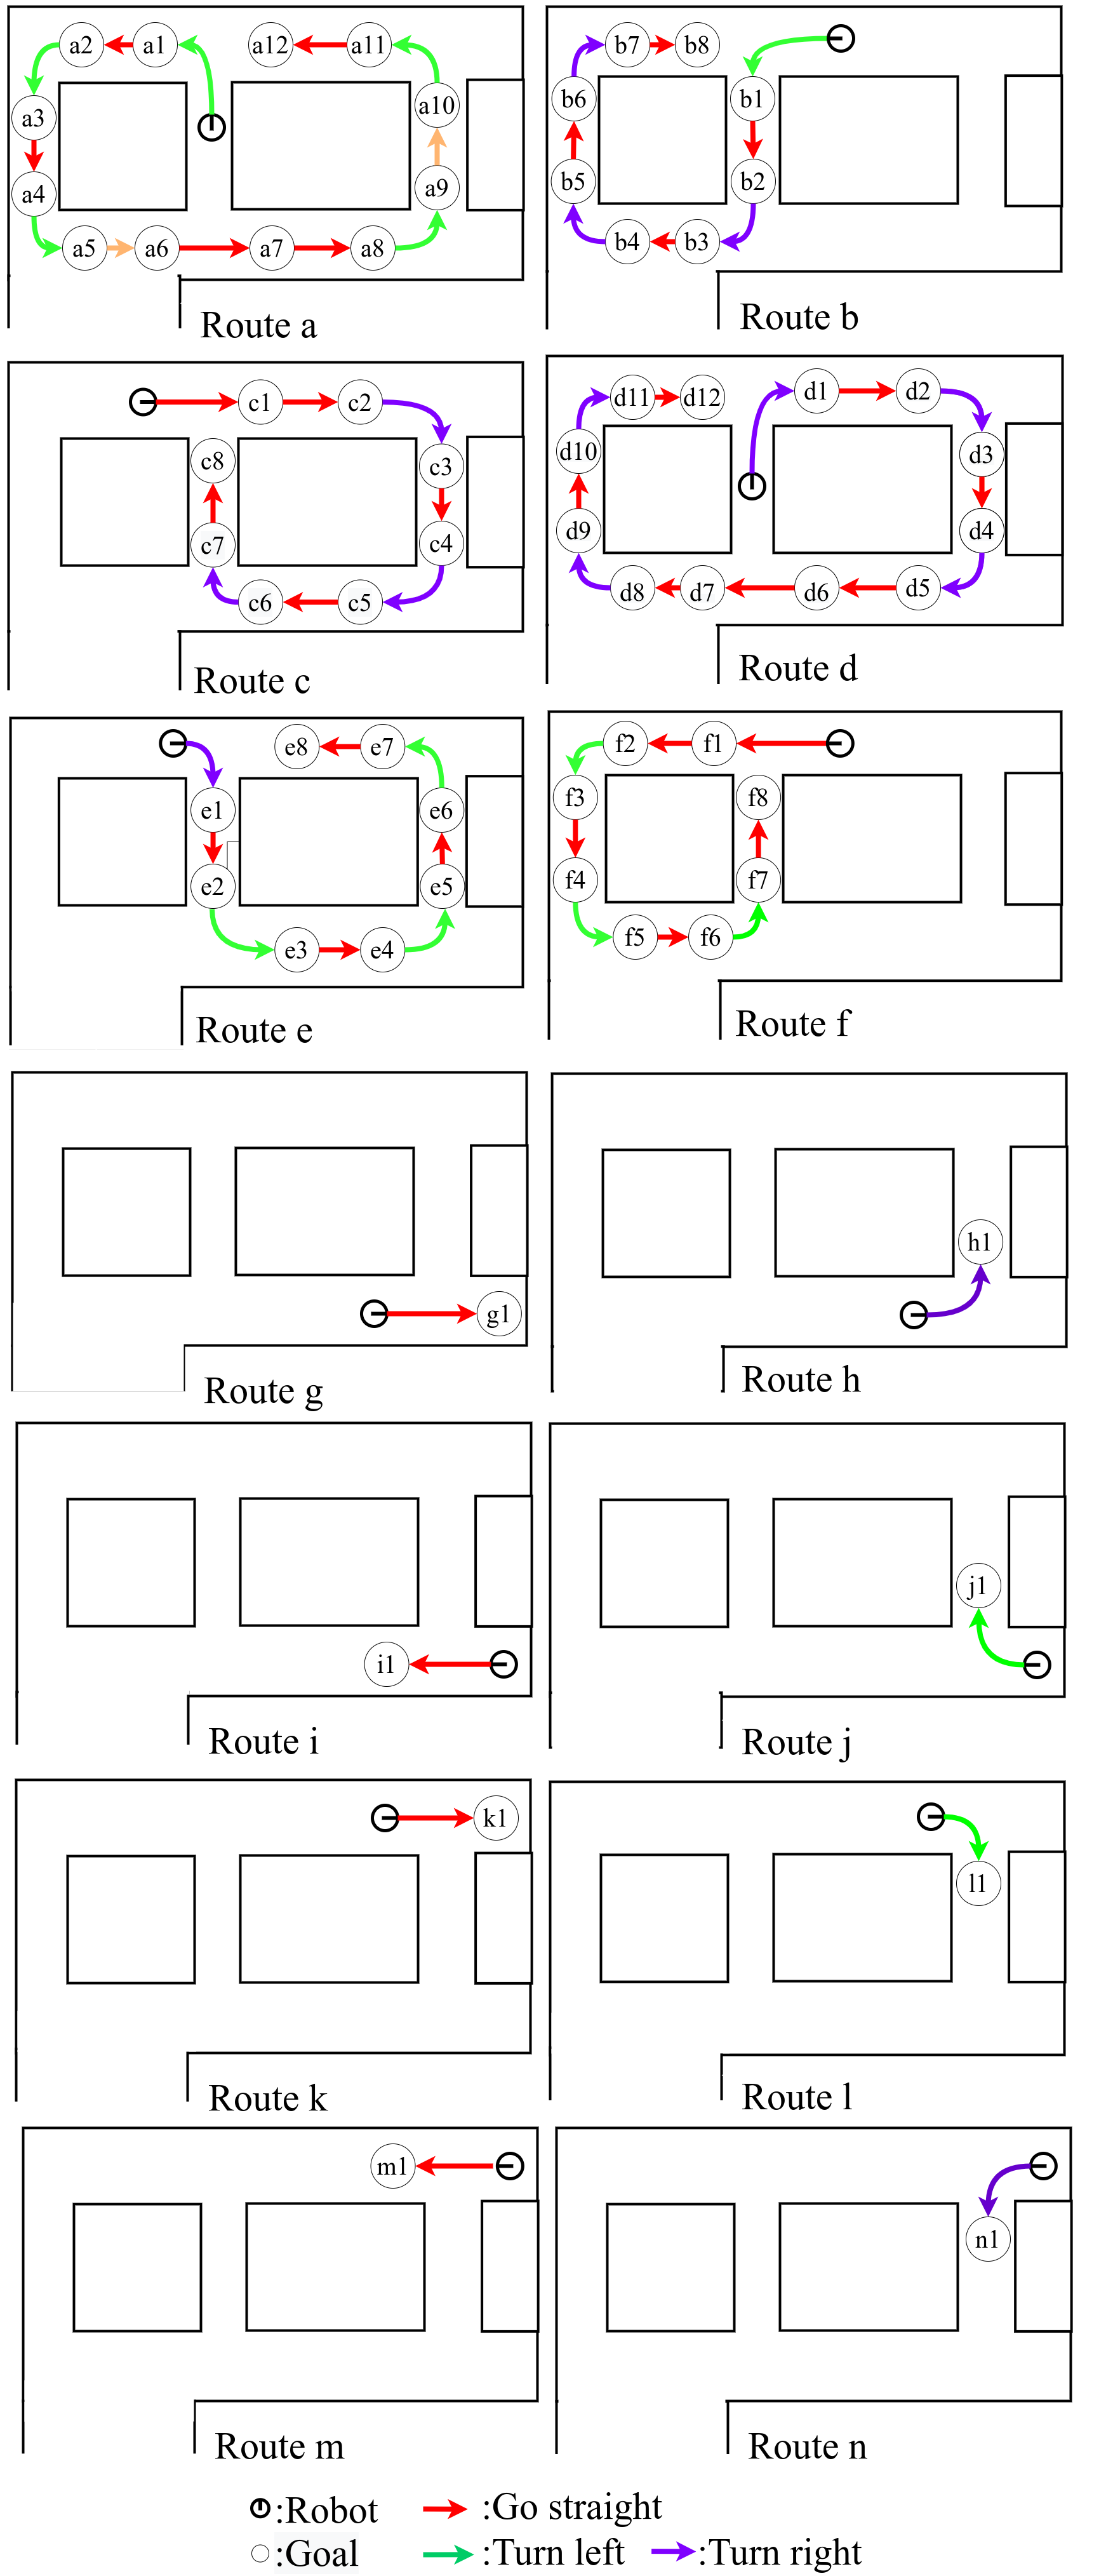 a2 a1 a12 a11
a3 a10
a4 a9
a5 a6 a7 a8
Route a
b7 b8
b6 b1
b5 b2
b4 b3
Route b
c1 c2
c8 c3
c7 c4
c6 c5
Route c
d11 d12 d1 d2
d10 d3
d9 d4
d8 d7 d6 d5
Route d
e8 e7
e1 e6
e2 e5
e3 e4
Route e
f2 f1
f3 f8
f4 f7
f5 f6
Route f
g1
Route g
h1
Route h
i1
Route i
j1
Route j
k1
Route k
l1
Route l
m1
Route m
n1
Route n
:Robot :Go straight
:Goal :Turn left :Turn right